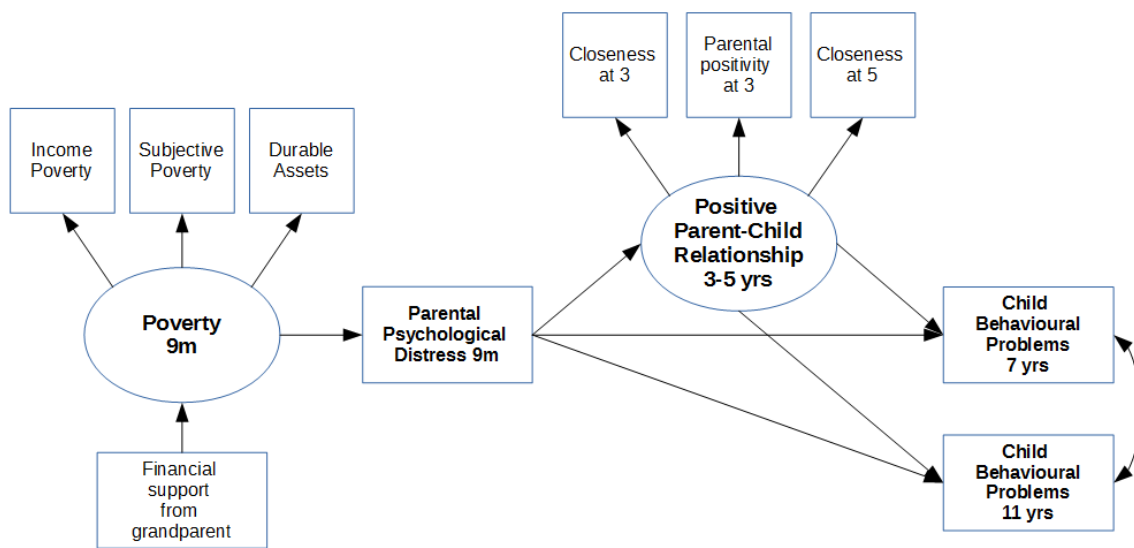 Closeness
at 3
Parental
positivity
at 3
Closeness
at 5
Income
Poverty
Subjective
Poverty
Durable
Assets
Positive
Parent-Child
Relationship
3-5 yrs
Poverty
9m
Parental
Psychological
Distress 9m
Child
Behavioural
Problems
7 yrs
Financial
support
from
grandparent
Child
Behavioural
Problems
11 yrs